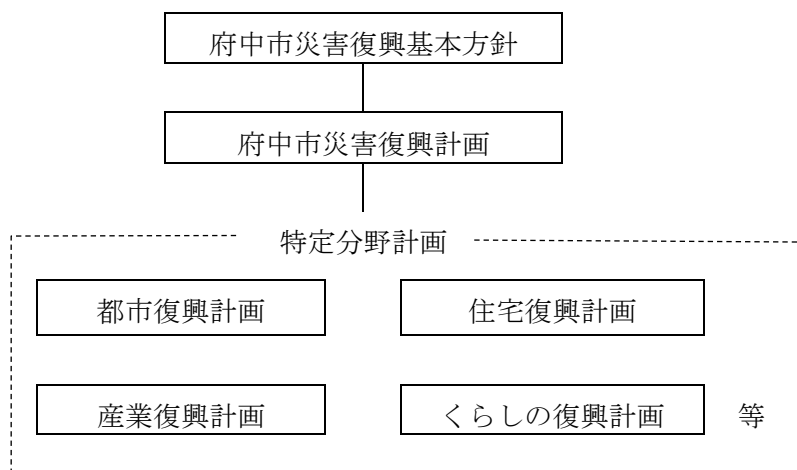 府中市災害復興基本方針
府中市災害復興計画
特定分野計画
都市復興計画
住宅復興計画
産業復興計画
くらしの復興計画
等